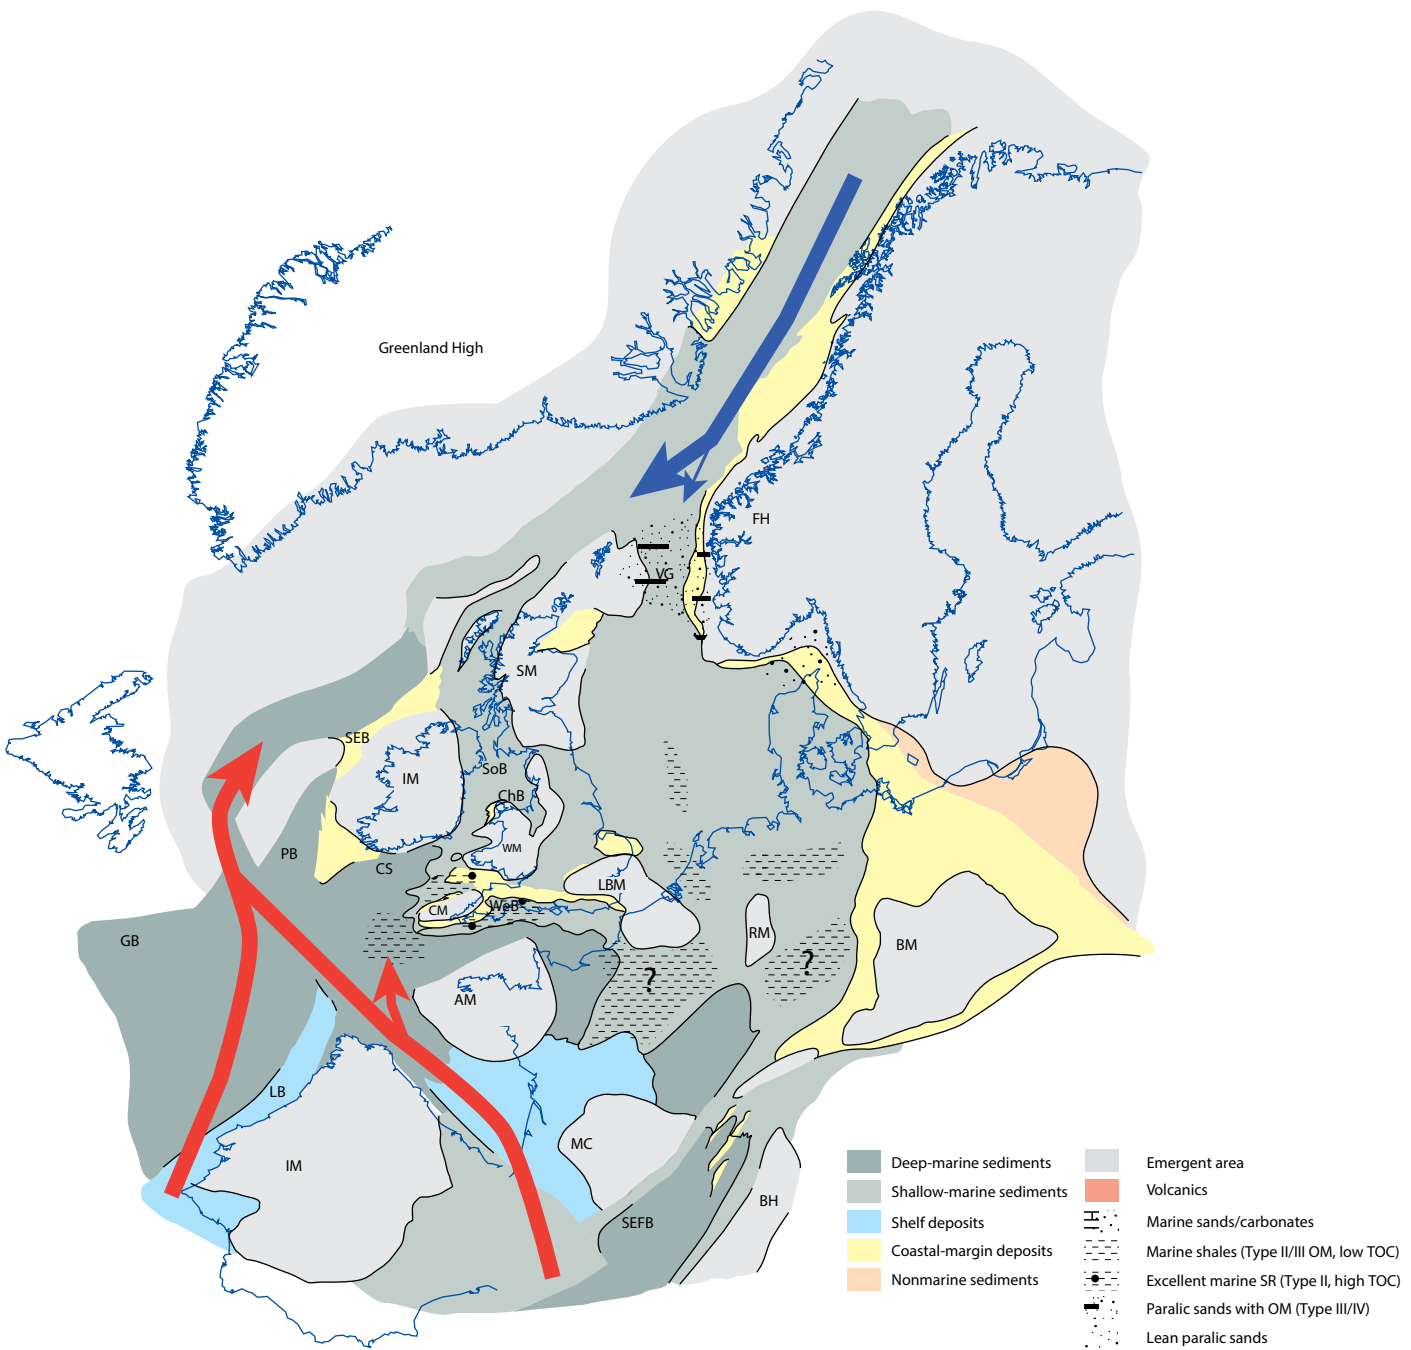 Greenland High
FH
VG
SM
SEB
IM
SoB
ChB
WM
PB
CS
LBM
CM
WeB
RM
BM
GB
?
?
AM
LB
MC
IM
BH
SEFB
Deep-marine sediments
Shallow-marine sediments
Shelf deposits
Coastal-margin deposits
Nonmarine sediments
Emergent area
Volcanics
Marine sands/carbonates
Marine shales (Type II/III OM, low TOC)
Excellent marine SR (Type II, high TOC)
Paralic sands with OM (Type III/IV)
Lean paralic sands